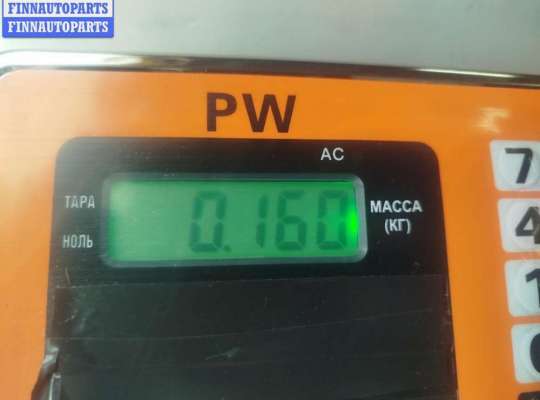 FINNAUTOPARTS
FINNAUTOPARTS
PW
AC
ТАРА
0.160
МАССА
(КГ)
НОЛЬ
7
4
1